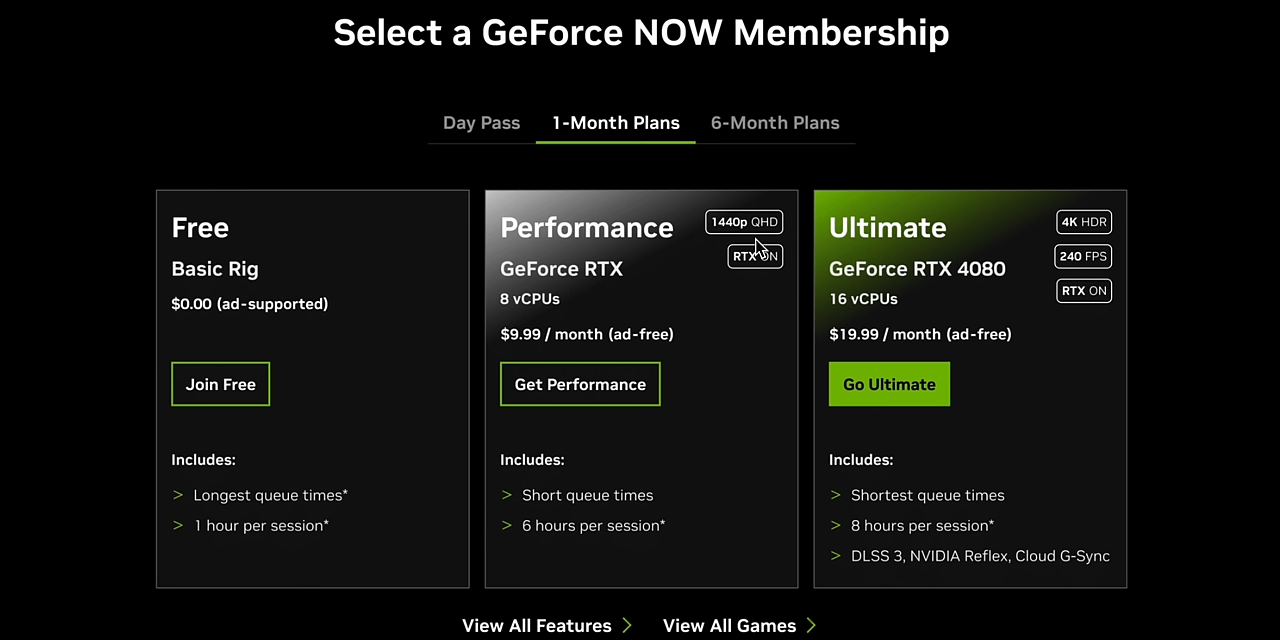 Select a GeForce NOW Membership
Day Pass
1-Month Plans
6-Month Plans
Free
Basic Rig
$0.00 (ad-supported)
Join Free
Includes:
> Longest queue times*
> 1 hour per session*
Performance
1440p QHD
RTX ON
GeForce RTX
8 vCPUs
$9.99 / month (ad-free)
Get Performance
Includes:
> Short queue times
> 6 hours per session*
Ultimate
4K HDR
240 FPS
RTX ON
GeForce RTX 4080
16 vCPUs
$19.99 / month (ad-free)
Go Ultimate
Includes:
> Shortest queue times
> 8 hours per session*
> DLSS 3, NVIDIA Reflex, Cloud G-Sync
View All Features >
View All Games >